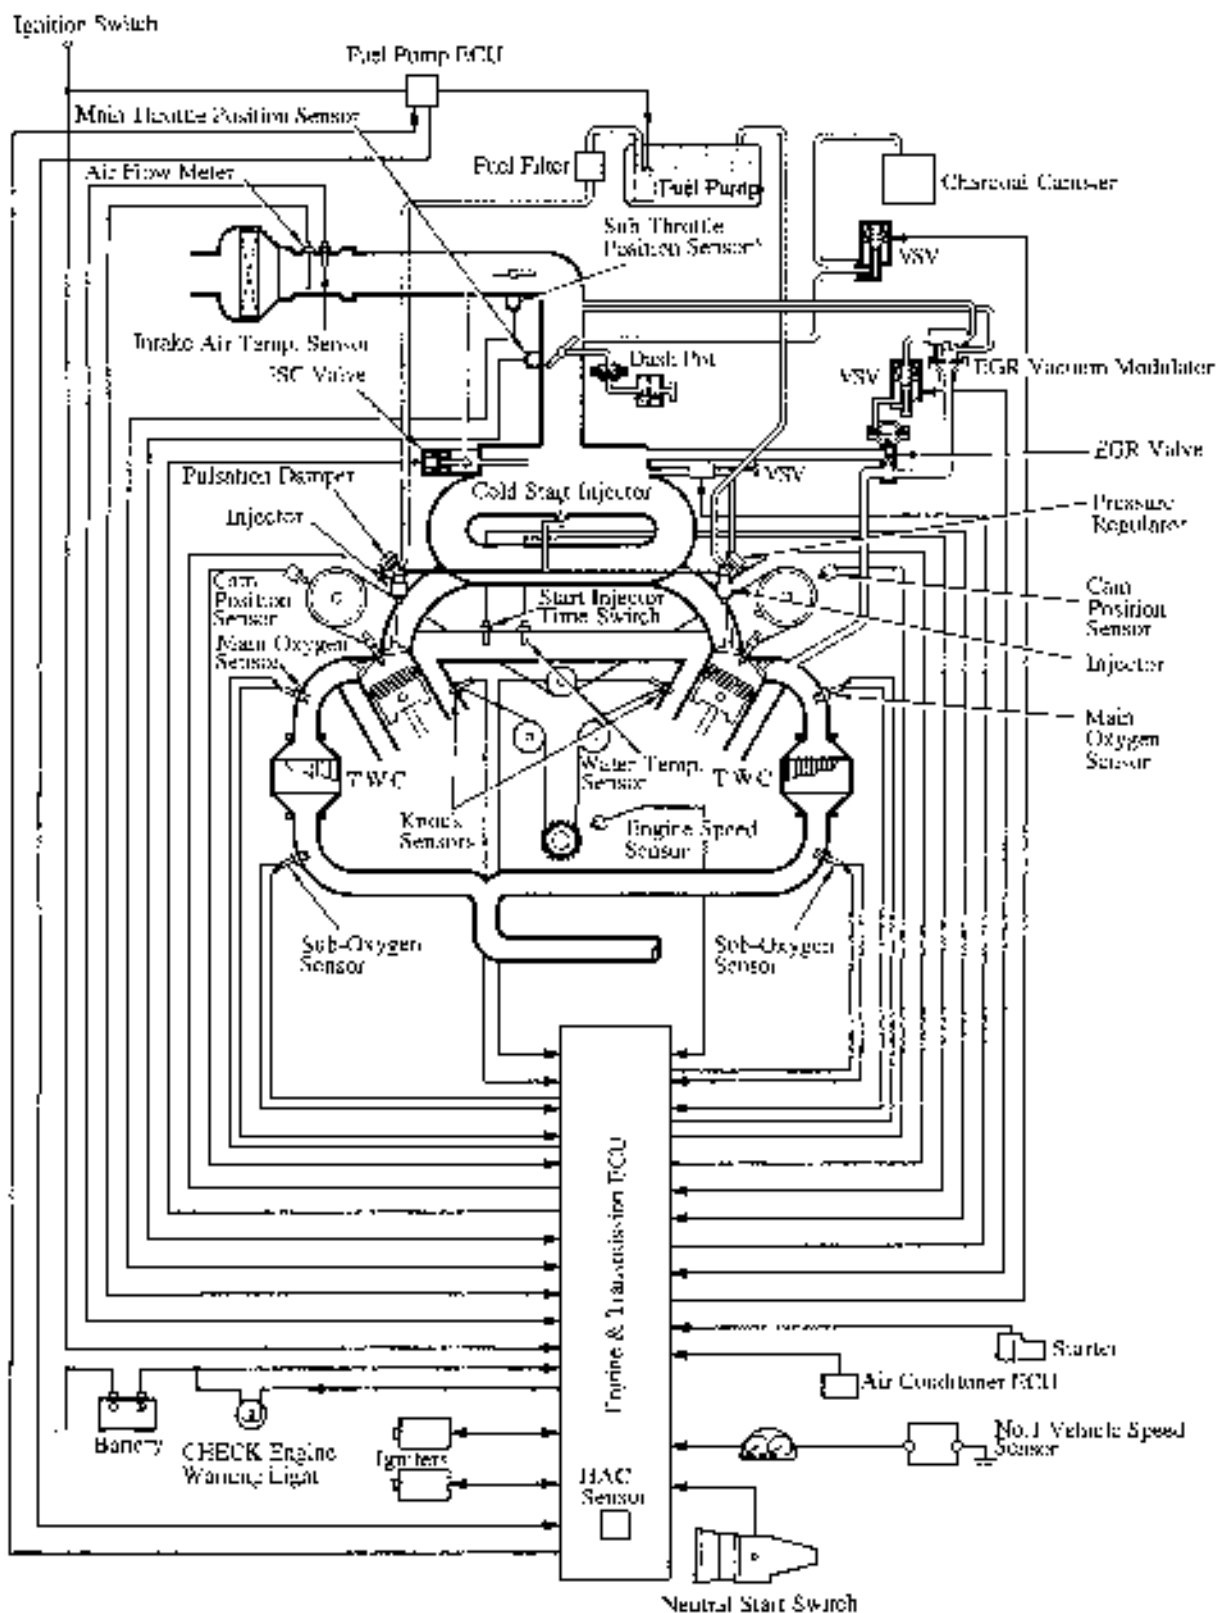 Ignition Switch
Fuel Pump ECU
Main Throttle Position Sensor
Fuel Filter
Fuel Pump
Air Flow Meter
Charcoal Canister
Sub Throttle
Position Sensor*
VSV
Intake Air Temp. Sensor
ISC Valve
Dash Pot
VSV
EGR Vacuum Modulator
EGR Valve
Pulsation Damper
VSV
Cold Start Injector
Injector
Pressure
Regulator
Cam
Position
Sensor
Start Injector
Time Switch
Cam
Position
Sensor
Main Oxygen
Sensor
Injector
Main
Oxygen
Sensor
T W C
Water Temp.
Sensor
T W C
Knock
Sensors
Engine Speed
Sensor
Sub-Oxygen
Sensor
Sub-Oxygen
Sensor
Engine & Transmission ECU
Starter
Air Conditioner ECU
No.1 Vehicle Speed
Sensor
Battery
CHECK Engine
Warning Light
Igniters
HAC
Sensor
Neutral Start Switch